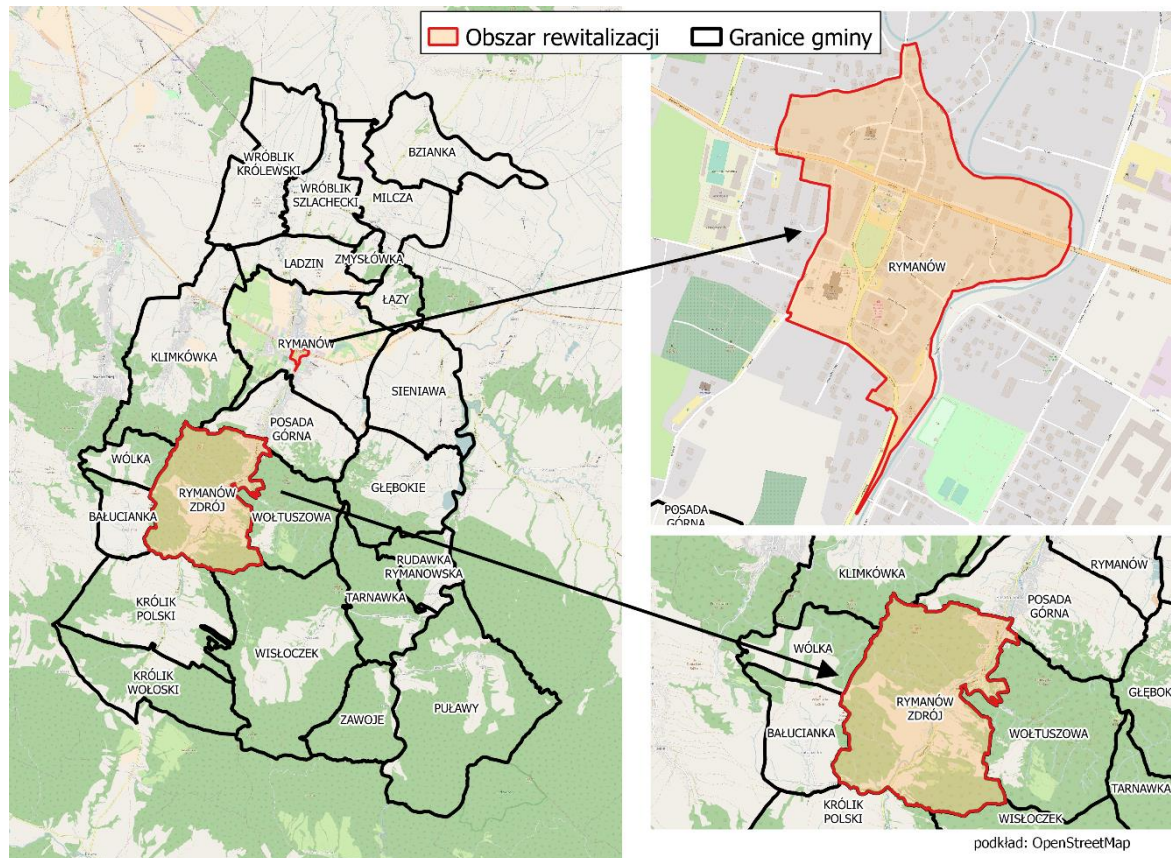 Obszar rewitalizacji
Granice gminy
WRÓBLIK
KRÓLEWSKI
BZIANKA
WRÓBLIK
SZLACHECKI
MILCZA
LADZIN
ZMYSŁÓWKA
ŁAZY
RYMANÓW
KLIMKÓWKA
SIENIAWA
POSADA
GÓRNA
WÓLKA
RYMANÓW
ZDRÓJ
GŁĘBOKIE
BAŁUCIANKA
WOŁTUSZOWA
RUDAWKA
RYMANOWSKA
TARNAWKA
KRÓLIK
POLSKI
WISŁOCZEK
KRÓLIK
WOŁOSKI
ZAWOJE
PUŁAWY
RYMANÓW
POSADA
GÓRNA
KLIMKÓWKA
RYMANÓW
POSADA
GÓRNA
WÓLKA
GŁĘBOK
RYMANÓW
ZDRÓJ
BAŁUCIANKA
WOŁTUSZOWA
TARNAWKA
KRÓLIK
POLSKI
WISŁOCZEK
podkład: OpenStreetMap